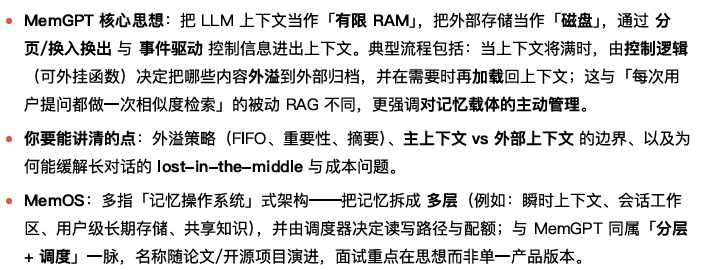 • MemGPT 核心思想：把 LLM 上下文当作「有限 RAM」，把外部存储当作「磁盘」，通过 分
页/换入换出 与 事件驱动 控制信息进出上下文。典型流程包括：当上下文将满时，由控制逻辑
（可外挂函数）决定把哪些内容外溢到外部归档，并在需要时再加载回上下文；这与「每次用
户提问都做一次相似度检索」的被动 RAG 不同，更强调对记忆载体的主动管理。
• 你要能讲清的点：外溢策略（FIFO、重要性、摘要）、主上下文 vs 外部上下文 的边界、以及为
何能缓解长对话的 lost-in-the-middle 与成本问题。
• MemOS：多指「记忆操作系统」式架构——把记忆拆成 多层（例如：瞬时上下文、会话工作
区、用户级长期存储、共享知识），并由调度器决定读写路径与配额；与 MemGPT 同属「分层
+ 调度」一脉，名称随论文/开源项目演进，面试重点在思想而非单一产品版本。